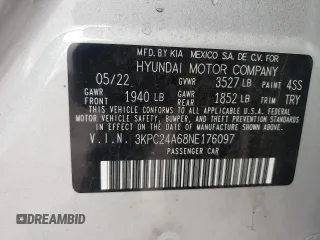 MFD BY KIA MEXICO S.A. DE C.V. FOR
HYUNDAI MOTOR COMPANY
05/22 GVWR 3527 LB PAINT 4SS
GAWR FRONT 1940 LB GAWR REAR 1852 LB TRIM TRY
THIS VEHICLE CONFORMS TO ALL APPLICABLE U.S.A. FEDERAL
MOTOR VEHICLE SAFETY, BUMPER, AND THEFT PREVENTION
STANDARDS IN EFFECT ON THE DATE OF MANUFACTURE SHOWN ABOVE.
V.I.N. 3KPC24A68NE176097
PASSENGER CAR
DREAMBID